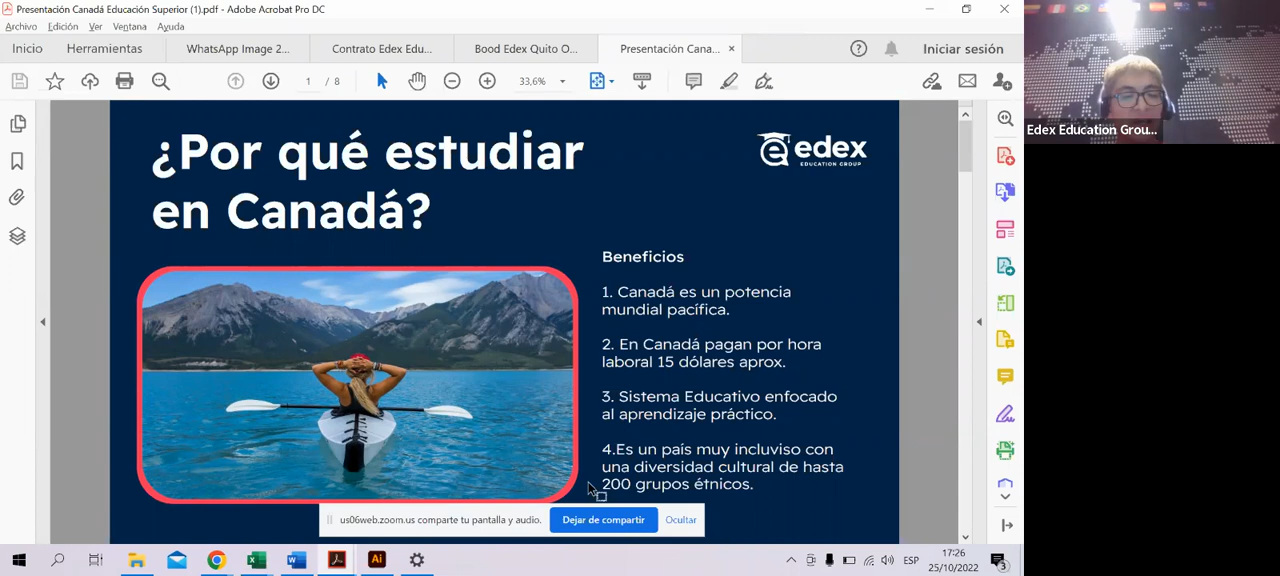 Presentación Canadá Educación Superior (1).pdf - Adobe Acrobat Pro DC
Archivo Edición Ver Ventana Ayuda
Inicio Herramientas WhatsApp Image 2... Contrato Edex Edu... Bood Edex Quito O... Presentación Cana... × Iniciar sesión
1 / 8 33,6%
¿Por qué estudiar
en Canadá?
edex
EDUCATION GROUP
Beneficios
1. Canadá es un potencia
mundial pacífica.
2. En Canadá pagan por hora
laboral 15 dólares aprox.
3. Sistema Educativo enfocado
al aprendizaje práctico.
4.Es un país muy incluviso con
una diversidad cultural de hasta
200 grupos étnicos.
us06web.zoom.us comparte tu pantalla y audio. Dejar de compartir Ocultar
Edex Education Grou...
ESP
17:26
25/10/2022
3